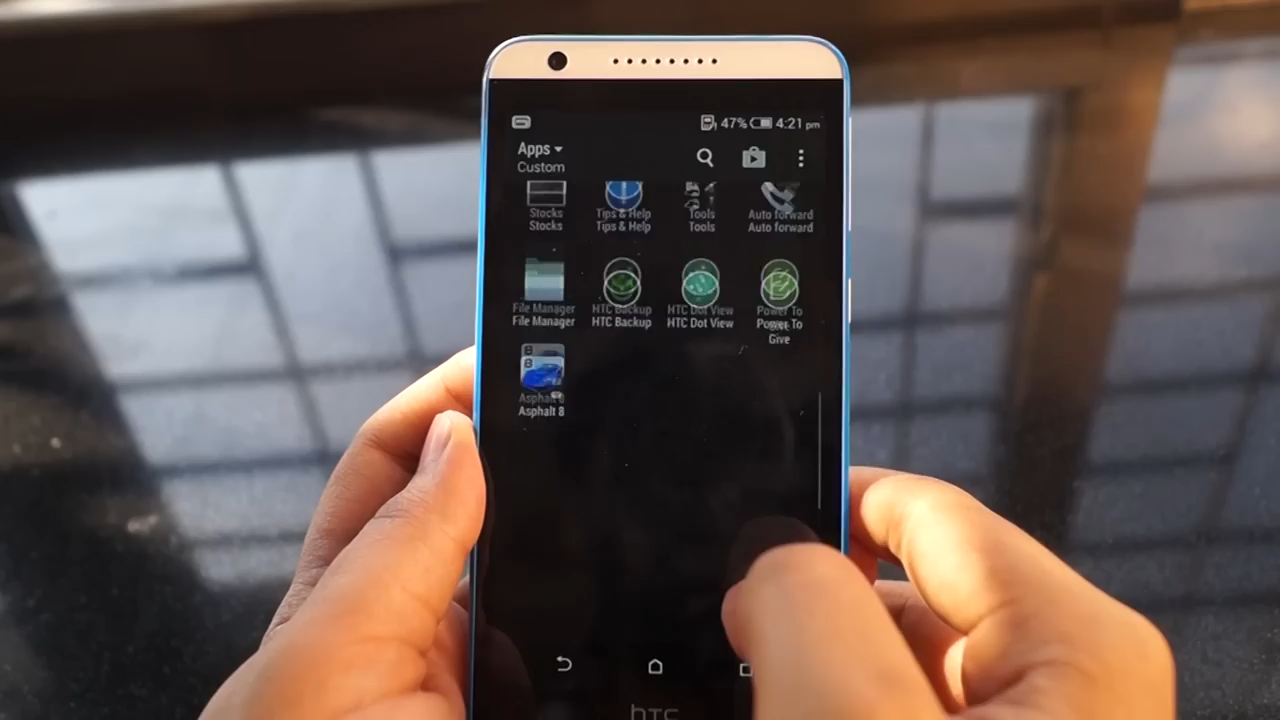 47% 4:21 pm
Apps
Custom
Stocks Tips & Help Tools Auto forward
Stocks Tips & Help Tools Auto forward
File Manager HTC Backup HTC Dot View Power To
File Manager HTC Backup HTC Dot View Power To
Give
Asphalt 8
Asphalt 8
hTC